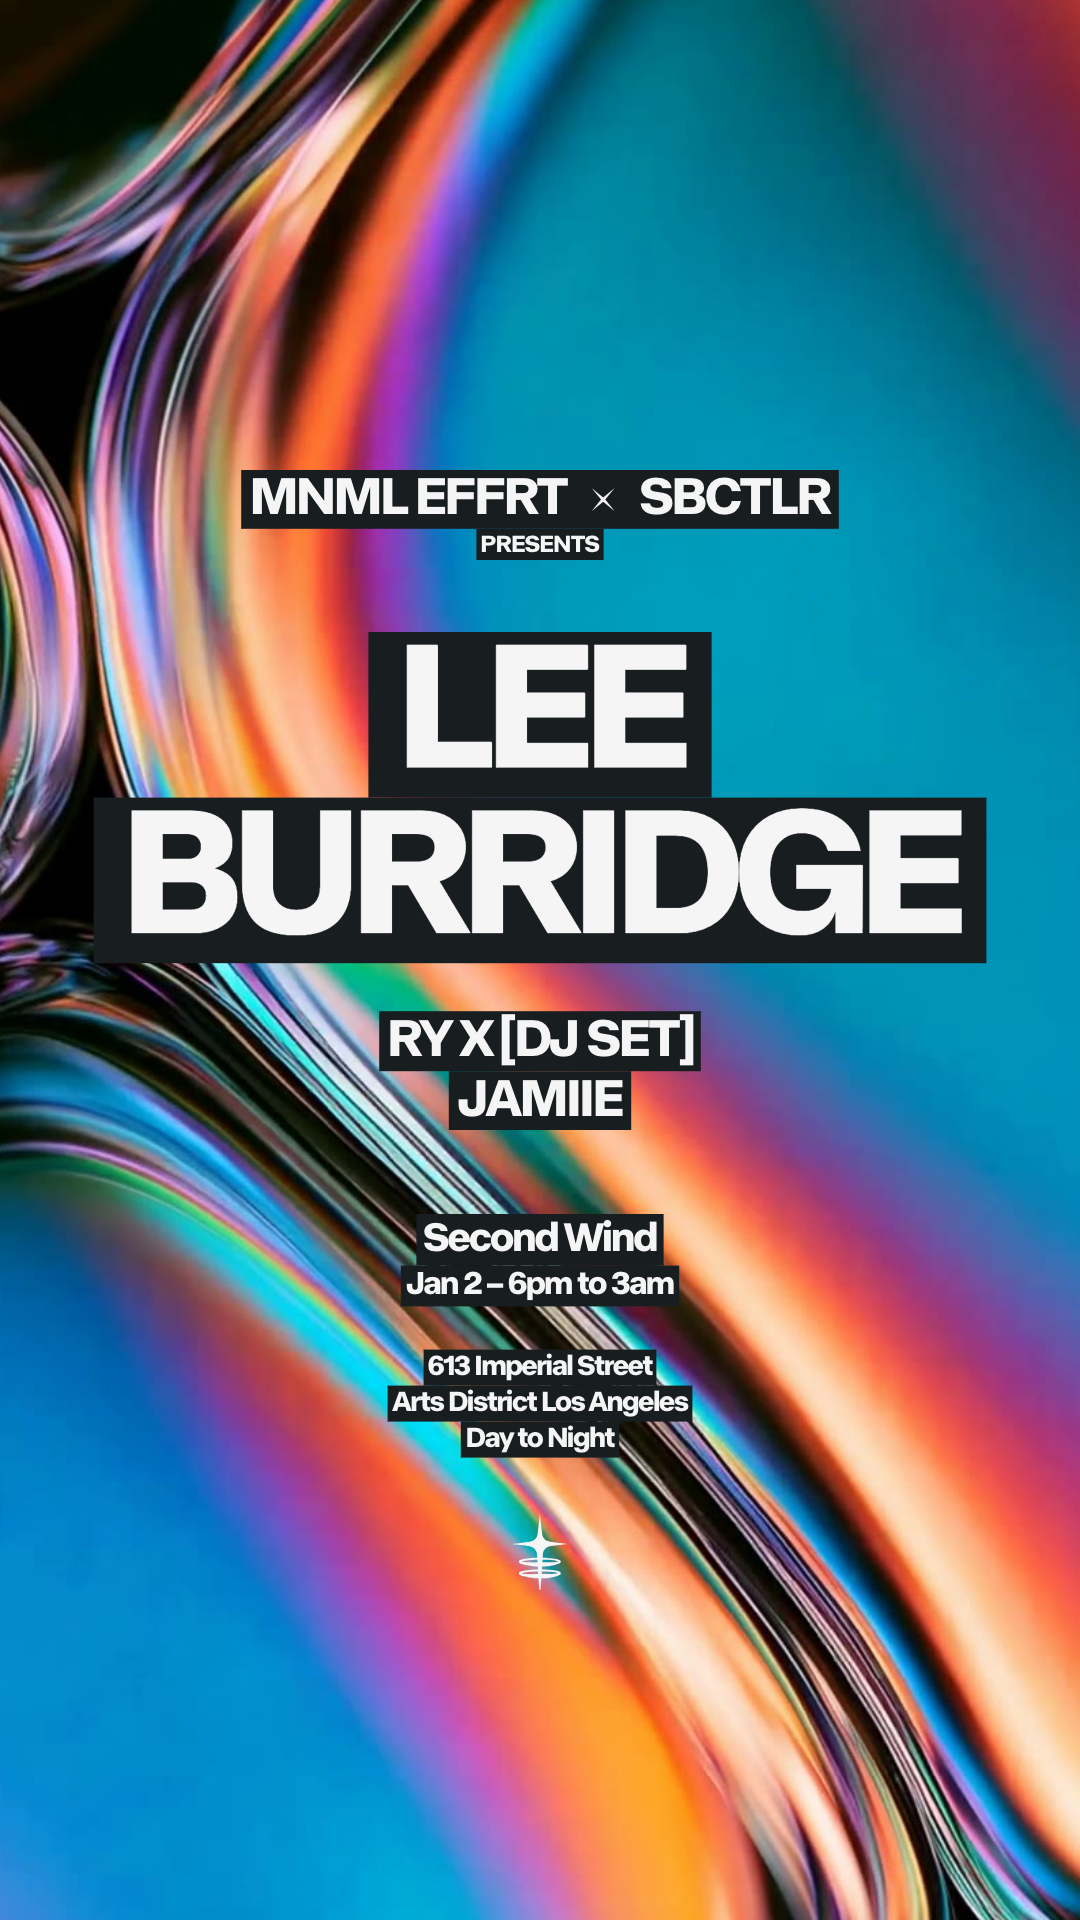 MNML EFFRT × SBCTLR
PRESENTS
LEE
BURRIDGE
RY X [DJ SET]
JAMIIE
Second Wind
Jan 2 – 6pm to 3am
613 Imperial Street
Arts District Los Angeles
Day to Night